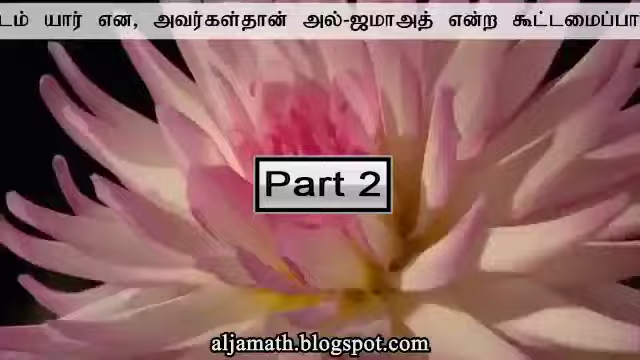 டம் யார் என, அவர்கள்தான் அல்-ஜமாஅத் என்ற கூட்டமைப்பா
Part 2
aljamath.blogspot.com